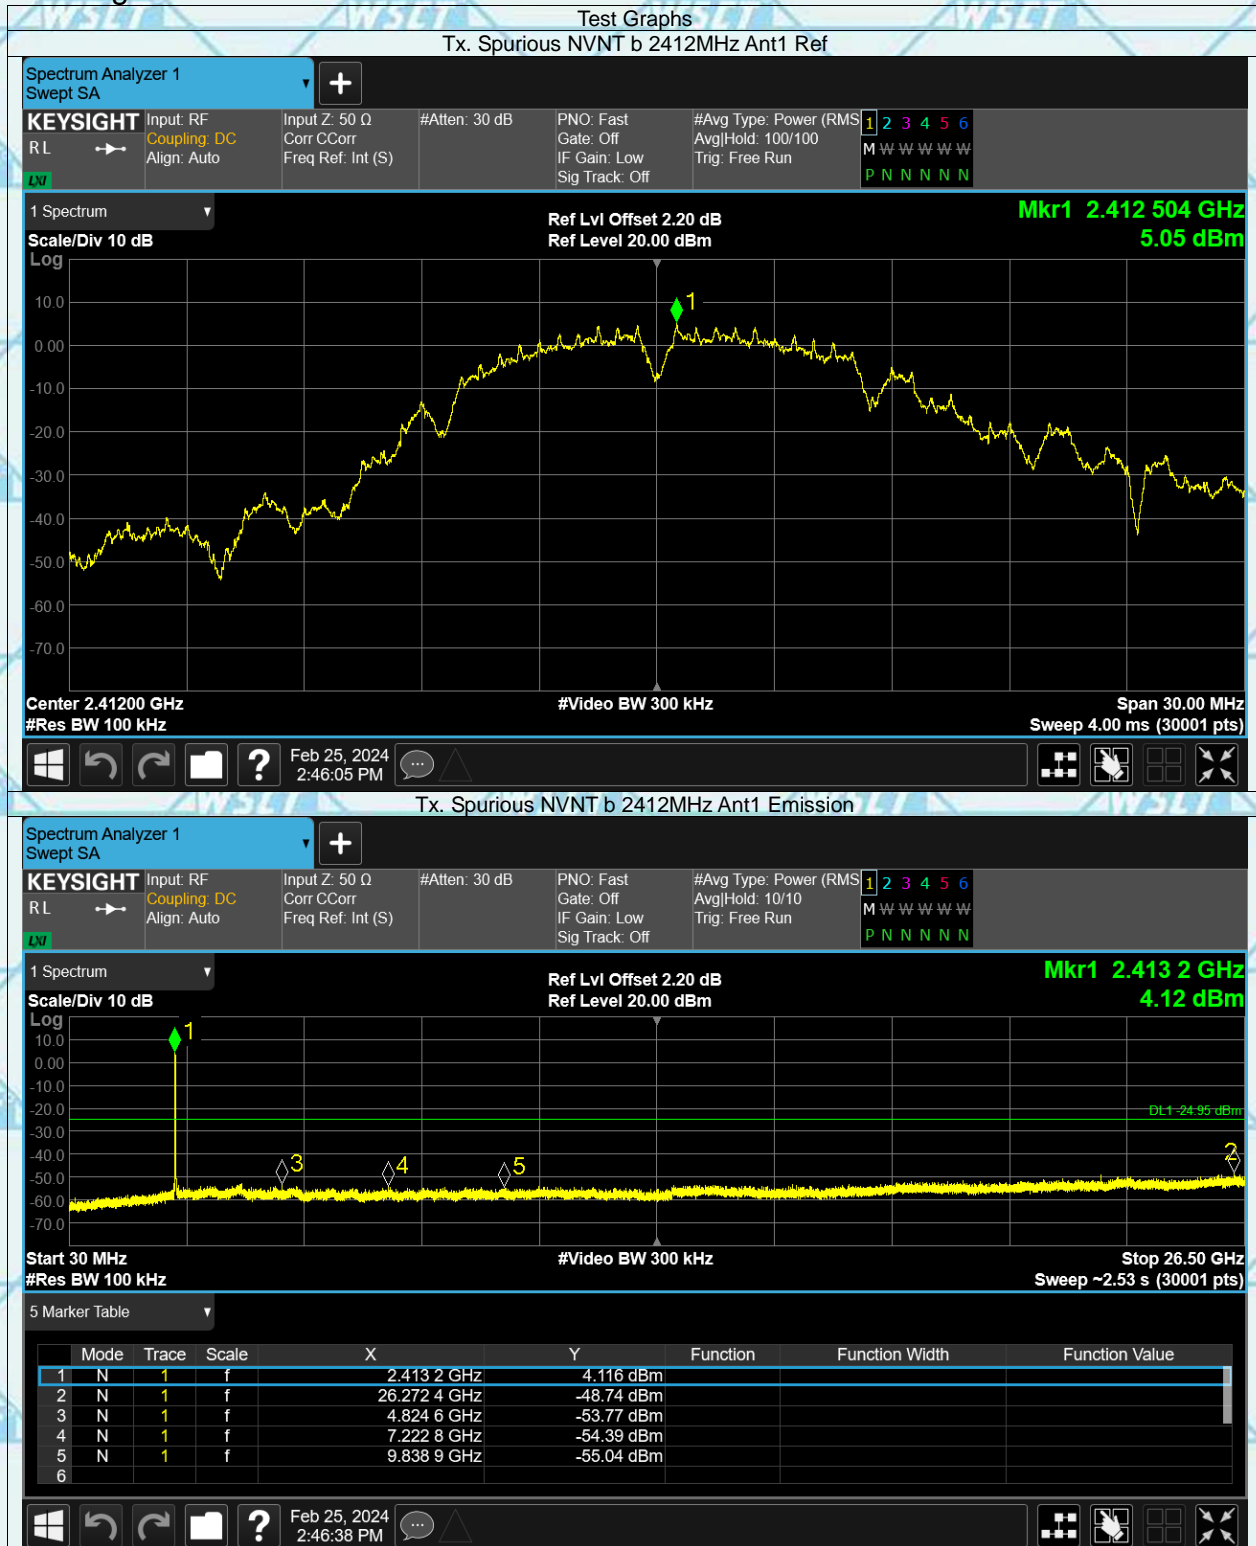 Test Graphs
Tx. Spurious NVNT b 2412MHz Ant1 Ref
Spectrum Analyzer 1
Swept SA
KEYSIGHT Input: RF Input Z: 50 Ω #Atten: 30 dB PNO: Fast #Avg Type: Power (RMS 1 2 3 4 5 6
R L Coupling: DC Corr CCorr Gate: Off Avg|Hold: 100/100 M W W W W W
Align: Auto Freq Ref: Int (S) IF Gain: Low Trig: Free Run
LXI Sig Track: Off P N N N N N
1 Spectrum Ref Lvl Offset 2.20 dB Mkr1 2.412 504 GHz
Scale/Div 10 dB Ref Level 20.00 dBm 5.05 dBm
Log
1
10.0
0.00
-10.0
-20.0
-30.0
-40.0
-50.0
-60.0
-70.0
Center 2.41200 GHz #Video BW 300 kHz Span 30.00 MHz
#Res BW 100 kHz Sweep 4.00 ms (30001 pts)
? Feb 25, 2024
2:46:05 PM
Tx. Spurious NVNT b 2412MHz Ant1 Emission
Spectrum Analyzer 1
Swept SA
KEYSIGHT Input: RF Input Z: 50 Ω #Atten: 30 dB PNO: Fast #Avg Type: Power (RMS 1 2 3 4 5 6
R L Coupling: DC Corr CCorr Gate: Off Avg|Hold: 10/10 M W W W W W
Align: Auto Freq Ref: Int (S) IF Gain: Low Trig: Free Run
LXI Sig Track: Off P N N N N N
1 Spectrum Ref Lvl Offset 2.20 dB Mkr1 2.413 2 GHz
Scale/Div 10 dB Ref Level 20.00 dBm 4.12 dBm
Log
1
10.0
0.00
-10.0
-20.0 DL1 -24.95 dBm
-30.0
-40.0 3 4 5 2
-50.0
-60.0
-70.0
Start 30 MHz #Video BW 300 kHz Stop 26.50 GHz
#Res BW 100 kHz Sweep ~2.53 s (30001 pts)
5 Marker Table
Mode Trace Scale X Y Function Function Width Function Value
1 N 1 f 2.413 2 GHz 4.116 dBm
2 N 1 f 26.272 4 GHz -48.74 dBm
3 N 1 f 4.824 6 GHz -53.77 dBm
4 N 1 f 7.222 8 GHz -54.39 dBm
5 N 1 f 9.838 9 GHz -55.04 dBm
6
? Feb 25, 2024
2:46:38 PM